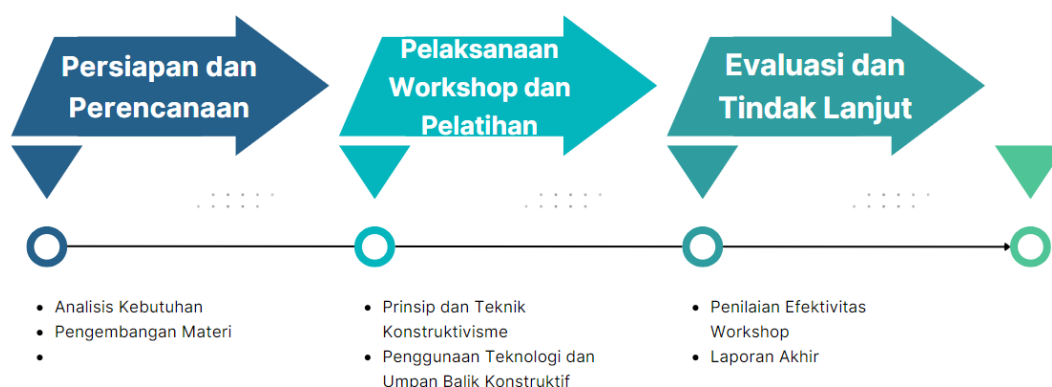 Persiapan dan
Perencanaan
Pelaksanaan
Workshop dan
Pelatihan
Evaluasi dan
Tindak Lanjut
• Analisis Kebutuhan
• Pengembangan Materi
•
• Prinsip dan Teknik
Konstruktivisme
• Penggunaan Teknologi dan
Umpan Balik Konstruktif
• Penilaian Efektivitas
Workshop
• Laporan Akhir